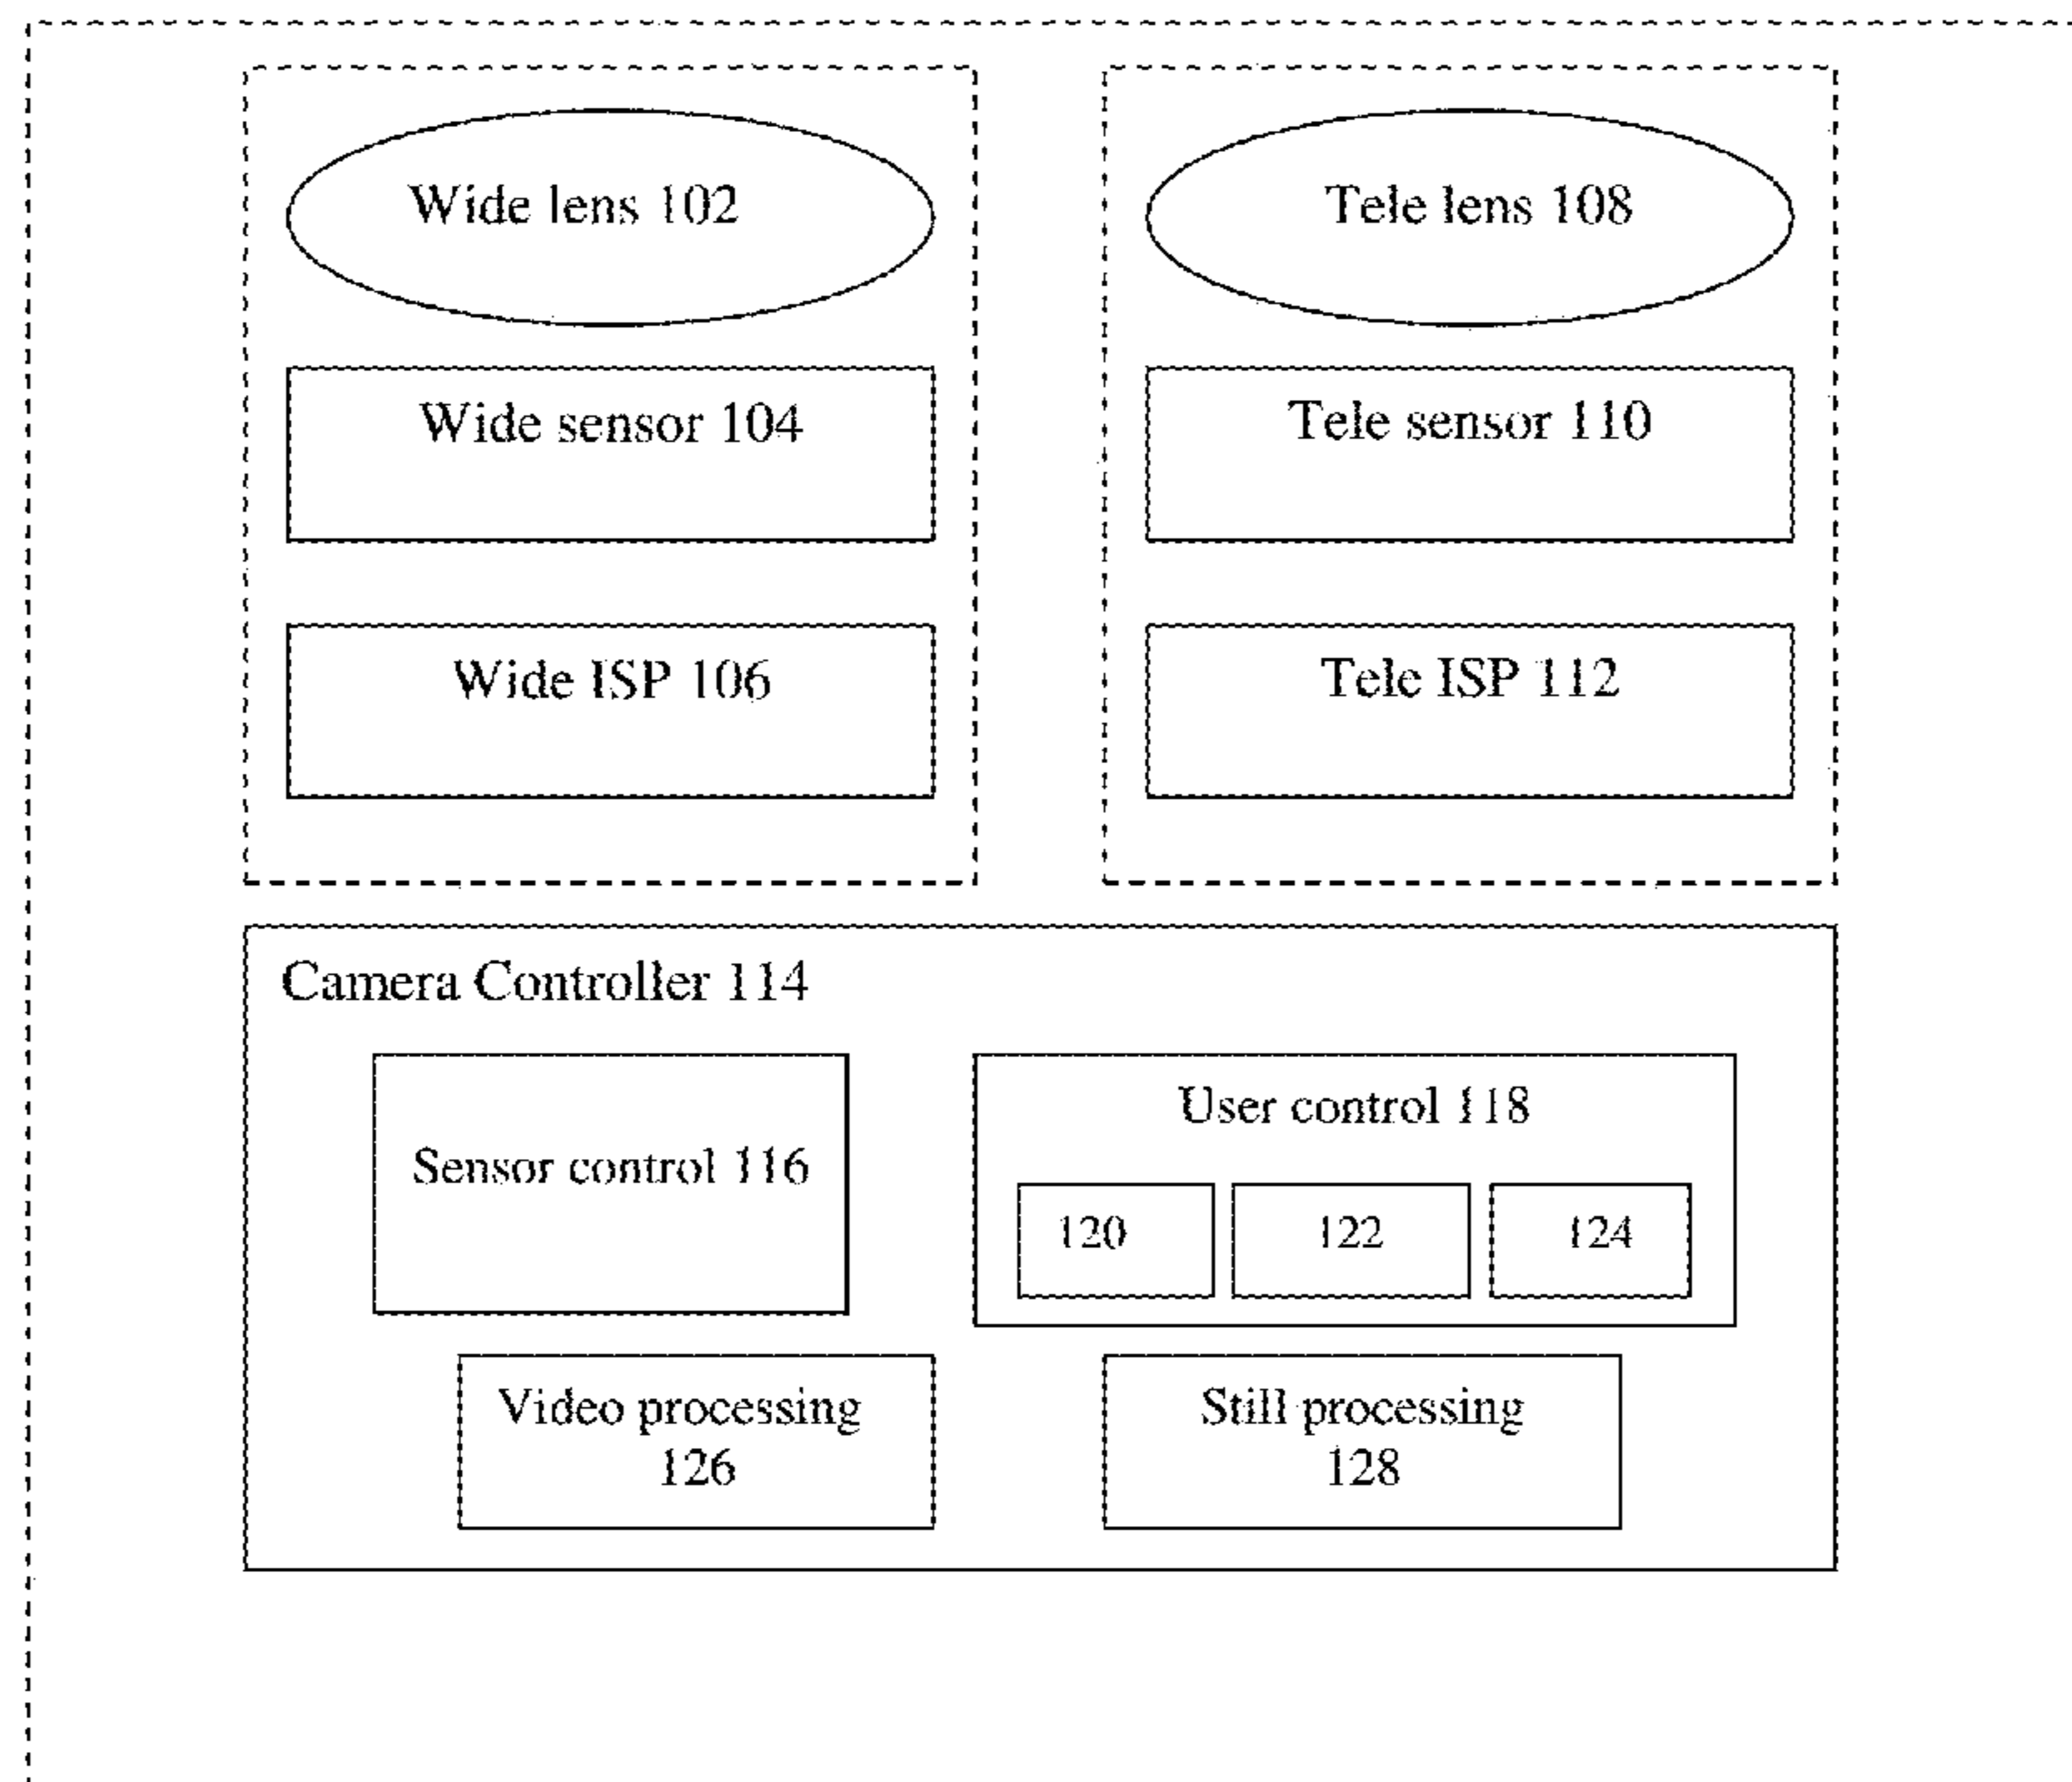 Wide lens 102
Tele lens 108
Wide sensor 104
Tele sensor 110
Wide ISP 106
Tele ISP 112
Camera Controller 114
Sensor control 116
User control 118
120
122
124
Video processing
126
Still processing
128